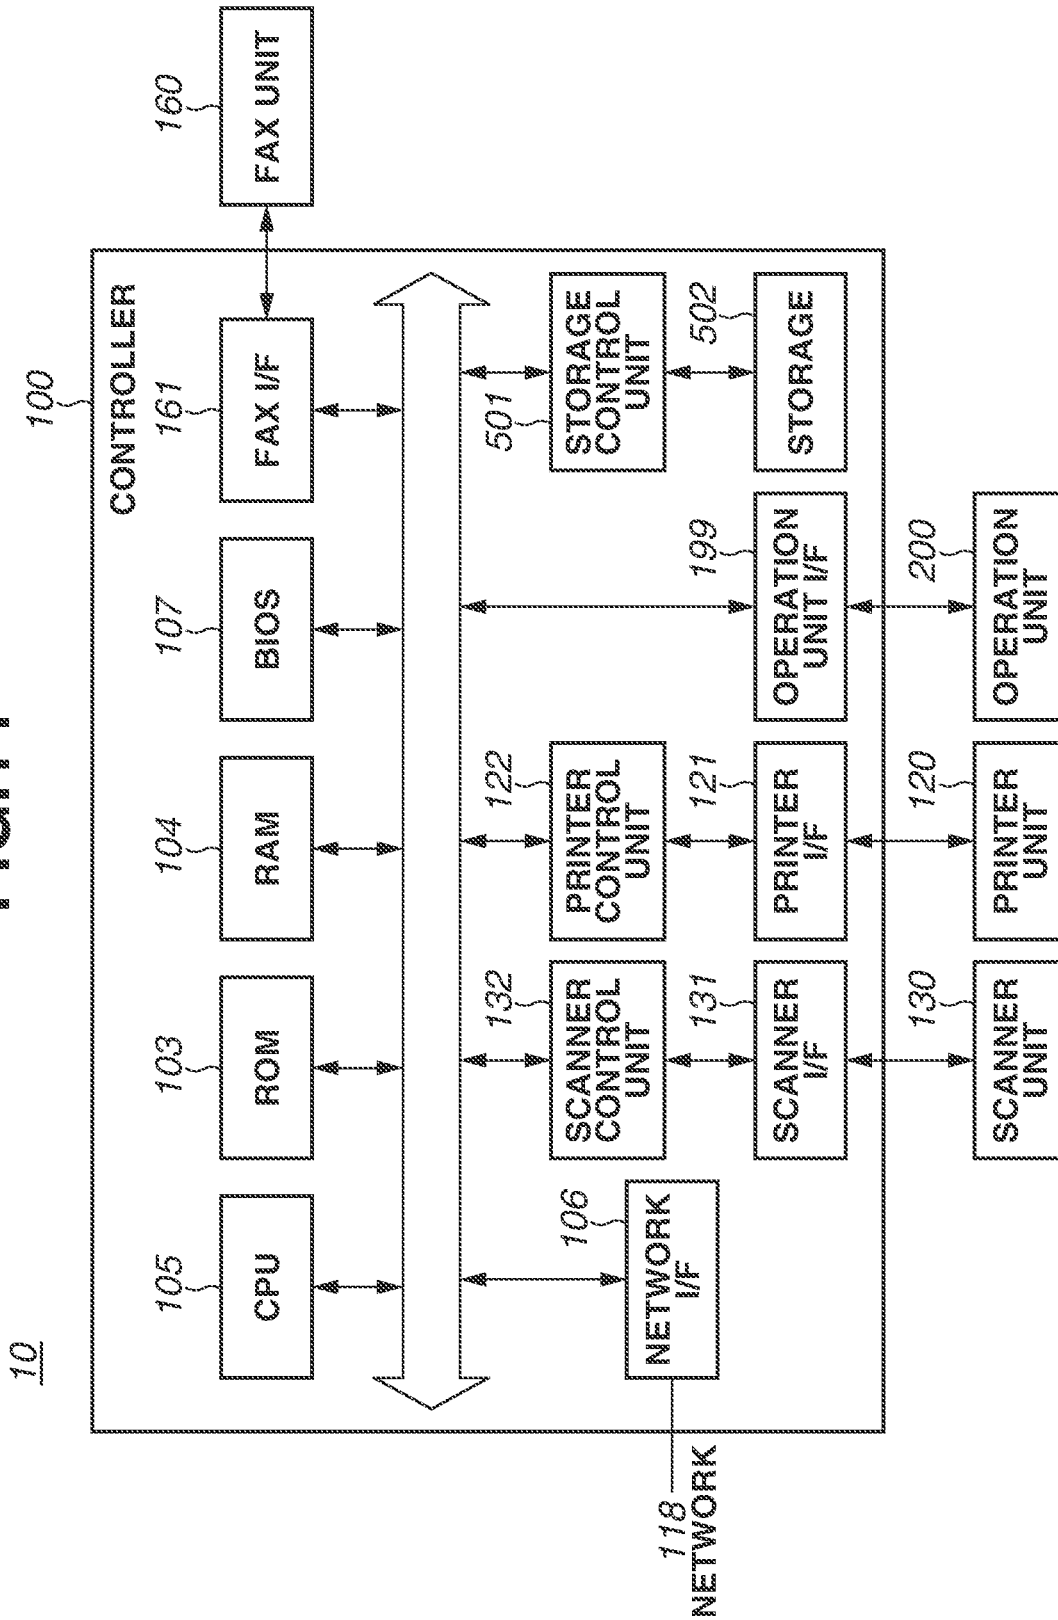 10
100
CONTROLLER
105
CPU
103
ROM
104
RAM
107
BIOS
161
FAX I/F
160
FAX UNIT
106
NETWORK
I/F
118
NETWORK
132
SCANNER
CONTROL
UNIT
131
SCANNER
I/F
130
SCANNER
UNIT
122
PRINTER
CONTROL
UNIT
121
PRINTER
I/F
120
PRINTER
UNIT
199
OPERATION
UNIT I/F
200
OPERATION
UNIT
501
STORAGE
CONTROL
UNIT
502
STORAGE